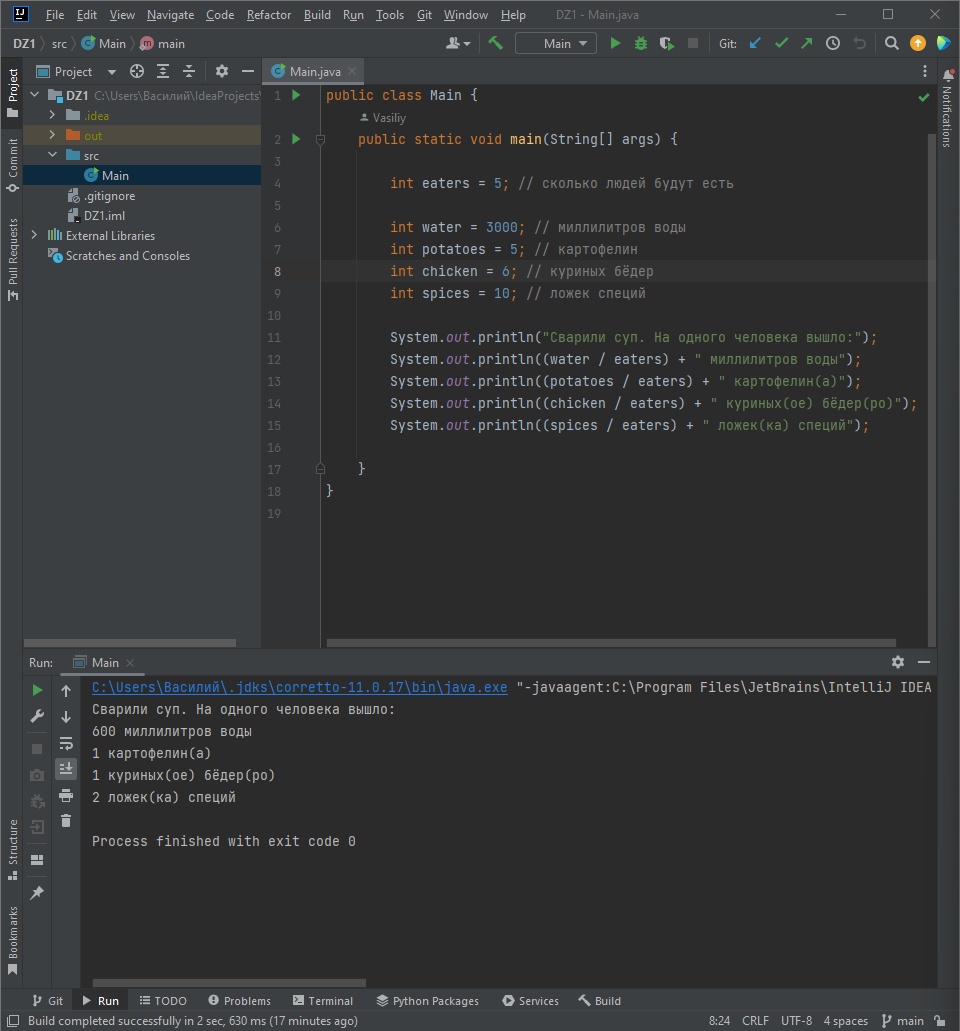 File Edit View Navigate Code Refactor Build Run Tools Git Window Help DZ1 - Main.java
DZ1 src Main main Main Git:
Project Main.java
DZ1 C:\Users\Василий\IdeaProjects\
.idea
out
src
Main
.gitignore
DZ1.iml
External Libraries
Scratches and Consoles
Project
Commit
Pull Requests
1 public class Main {
Vasiliy
2 public static void main(String[] args) {
3
4 int eaters = 5; // сколько людей будут есть
5
6 int water = 3000; // миллилитров воды
7 int potatoes = 5; // картофелин
8 int chicken = 6; // куриных бёдер
9 int spices = 10; // ложек специй
10
11 System.out.println("Сварили суп. На одного человека вышло:");
12 System.out.println((water / eaters) + " миллилитров воды");
13 System.out.println((potatoes / eaters) + " картофелин(а)");
14 System.out.println((chicken / eaters) + " куриных(ое) бёдер(ро)");
15 System.out.println((spices / eaters) + " ложек(ка) специй");
16
17 }
18 }
19
Notifications
Run: Main
C:\Users\Василий\.jdks\corretto-11.0.17\bin\java.exe "-javaagent:C:\Program Files\JetBrains\IntelliJ IDEA
Сварили суп. На одного человека вышло:
600 миллилитров воды
1 картофелин(а)
1 куриных(ое) бёдер(ро)
2 ложек(ка) специй
Process finished with exit code 0
Structure
Bookmarks
Git Run TODO Problems Terminal Python Packages Services Build
Build completed successfully in 2 sec, 630 ms (17 minutes ago) 8:24 CRLF UTF-8 4 spaces main